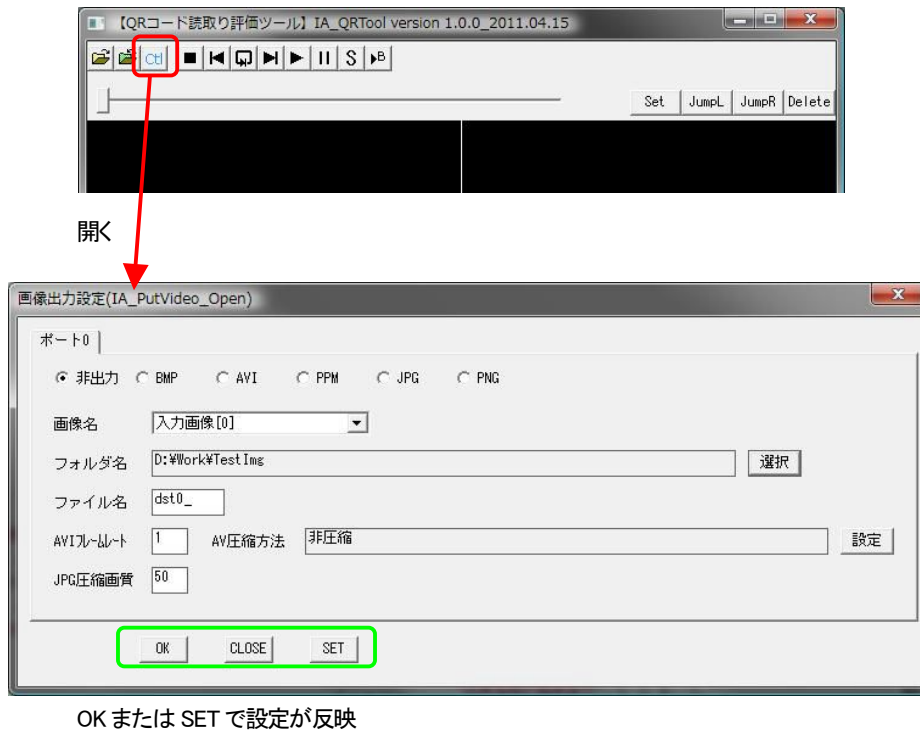 【QRコード読取り評価ツール】IA_QRTool version 1.0.0_2011.04.15
Ctl S B
Set JumpL JumpR Delete
開く
画像出力設定(IA_PutVideo_Open)
ポート0
非出力 BMP AVI PPM JPG PNG
画像名 入力画像[0]
フォルダ名 D:¥Work¥TestImg 選択
ファイル名 dst0_
AVIフレームレート 1 AV圧縮方法 非圧縮 設定
JPG圧縮画質 50
OK CLOSE SET
OK または SET で設定が反映